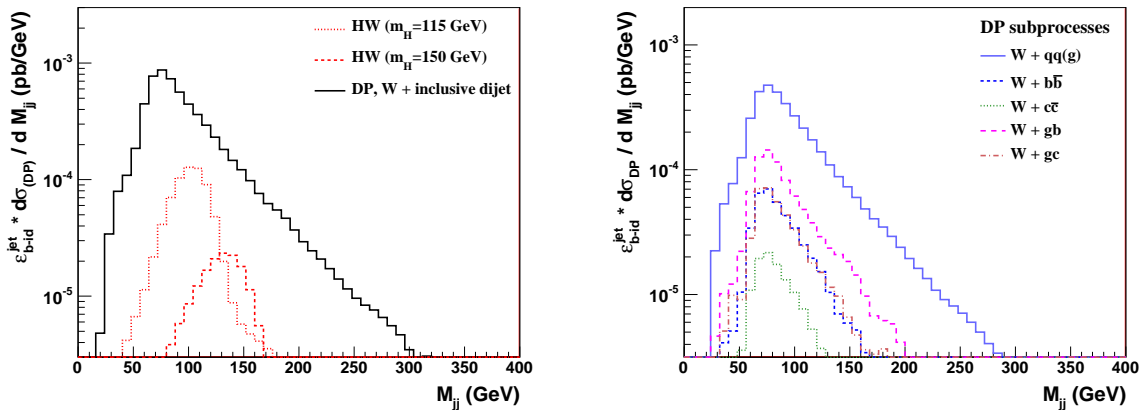 ε^jet_b-id * dσ_(DP) / d M_jj (pb/GeV)
10^-3
10^-4
10^-5
HW (m_H=115 GeV)
HW (m_H=150 GeV)
DP, W + inclusive dijet
0 50 100 150 200 250 300 350 400
M_jj (GeV)
ε^jet_b-id * dσ_DP / d M_jj (pb/GeV)
10^-2
10^-3
10^-4
10^-5
DP subprocesses
W + qq(g)
W + bb̅
W + cc̅
W + gb
W + gc
0 50 100 150 200 250 300 350 400
M_jj (GeV)